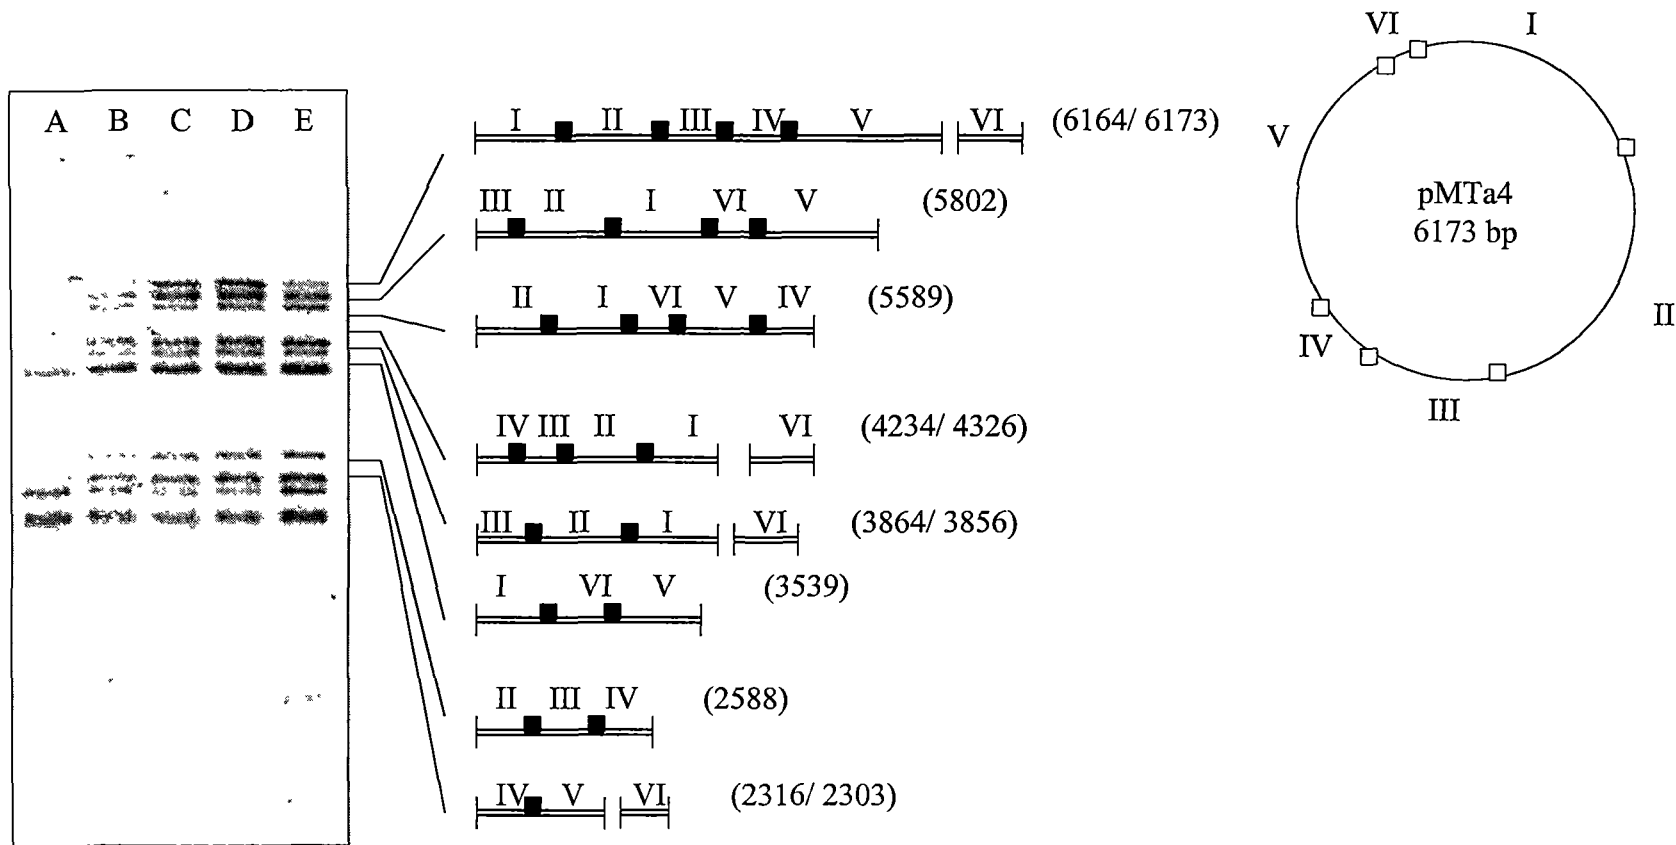 A B C D E
I II III IV V VI (6164/ 6173)
III II I VI V (5802)
II I VI V IV (5589)
IV III II I VI (4234/ 4326)
III II I VI (3864/ 3856)
I VI V (3539)
II III IV (2588)
IV V VI (2316/ 2303)
VI I
V
pMTa4
6173 bp
II
IV
III